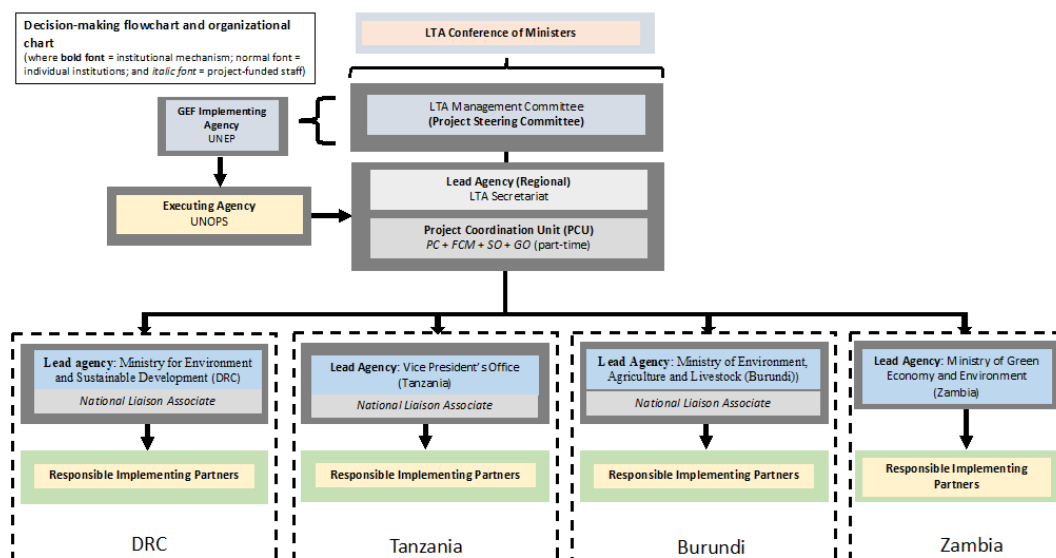 Decision-making flowchart and organizational
chart
(where bold font = institutional mechanism; normal font =
individual institutions; and italic font = project-funded staff)
LTA Conference of Ministers
GEF Implementing
Agency
UNEP
LTA Management Committee
(Project Steering Committee)
Executing Agency
UNOPS
Lead Agency (Regional)
LTA Secretariat
Project Coordination Unit (PCU)
PC + FCM + SO + GO (part-time)
Lead agency: Ministry for Environment
and Sustainable Development (DRC)
National Liaison Associate
Responsible Implementing Partners
DRC
Lead Agency: Vice President's Office
(Tanzania)
National Liaison Associate
Responsible Implementing Partners
Tanzania
Lead Agency: Ministry of Environment,
Agriculture and Livestock (Burundi))
National Liaison Associate
Responsible Implementing Partners
Burundi
Lead Agency: Ministry of Green
Economy and Environment
(Zambia)
Responsible Implementing
Partners
Zambia